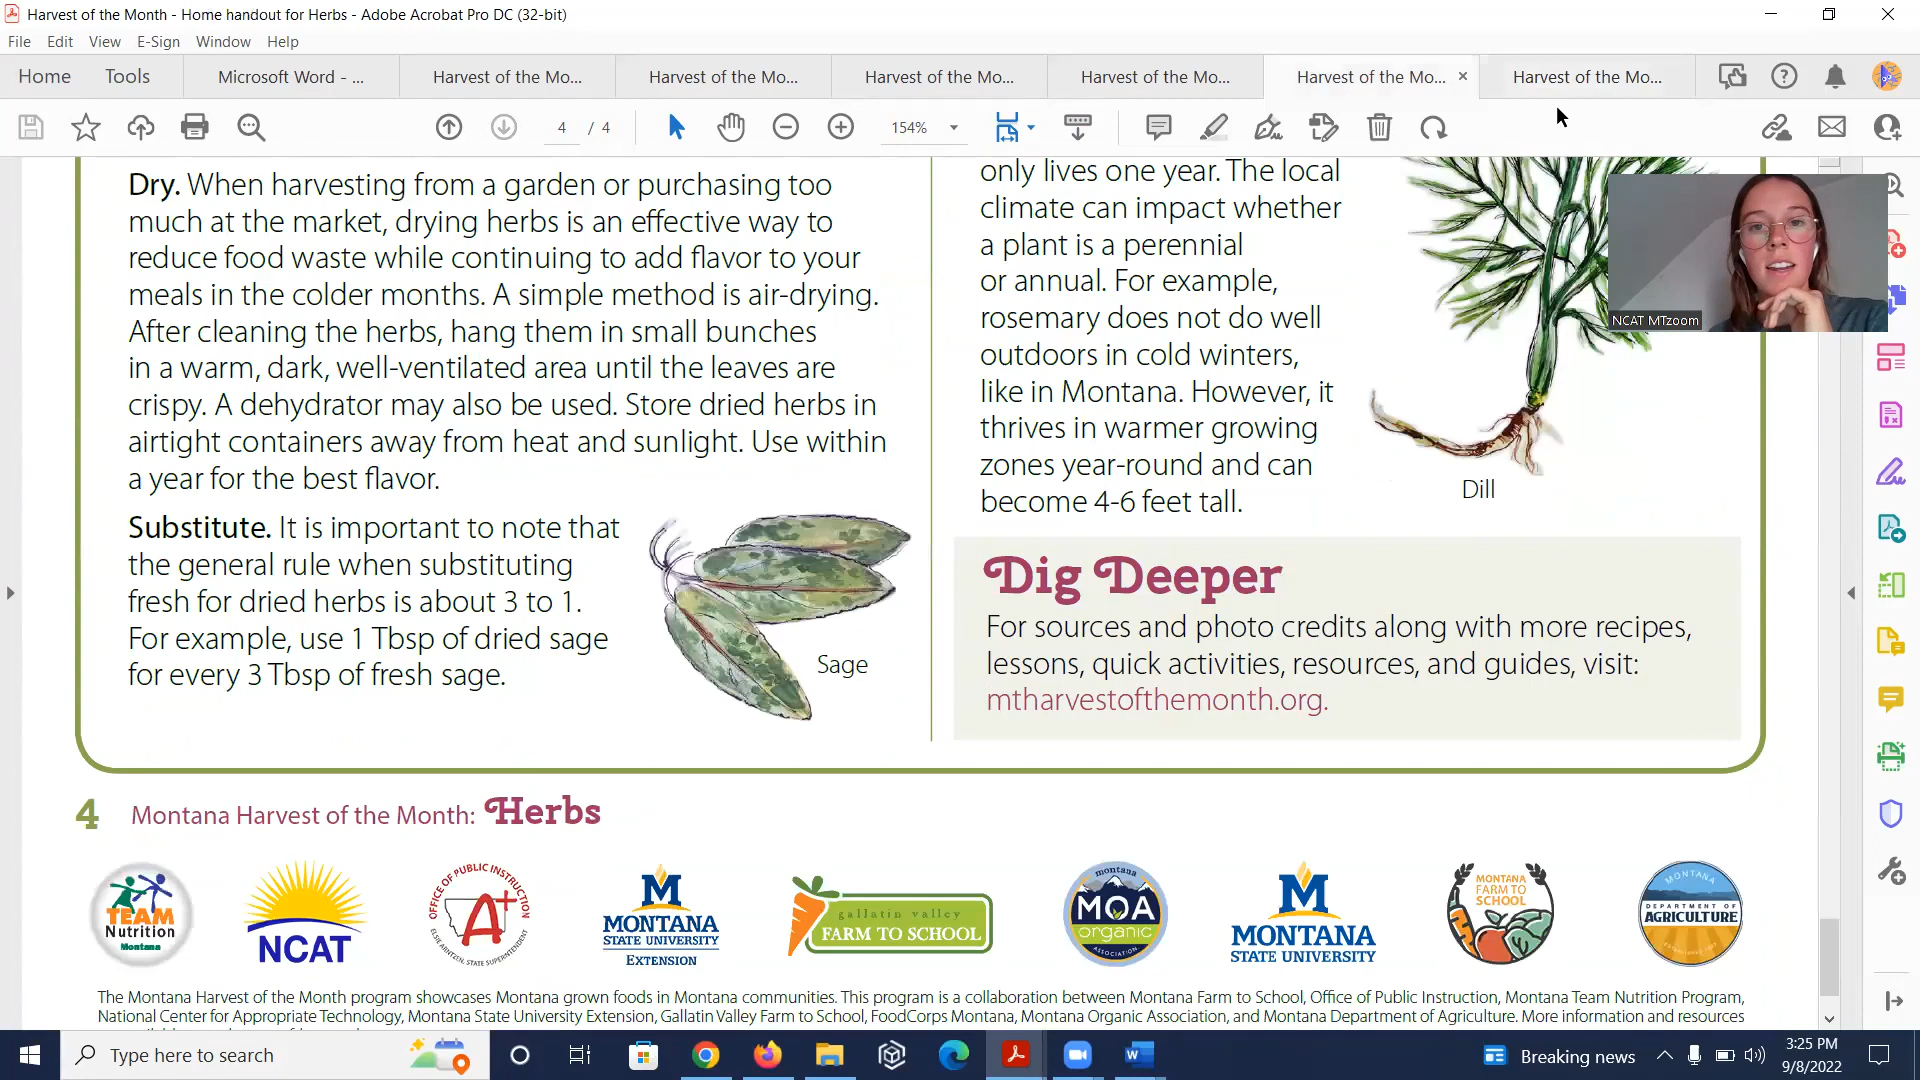 Harvest of the Month - Home handout for Herbs - Adobe Acrobat Pro DC (32-bit)
File Edit View E-Sign Window Help
Home Tools Microsoft Word - ... Harvest of the Mo... Harvest of the Mo... Harvest of the Mo... Harvest of the Mo... Harvest of the Mo... Harvest of the Mo...
4 / 4 154%
Dry. When harvesting from a garden or purchasing too
much at the market, drying herbs is an effective way to
reduce food waste while continuing to add flavor to your
meals in the colder months. A simple method is air-drying.
After cleaning the herbs, hang them in small bunches
in a warm, dark, well-ventilated area until the leaves are
crispy. A dehydrator may also be used. Store dried herbs in
airtight containers away from heat and sunlight. Use within
a year for the best flavor.
Substitute. It is important to note that
the general rule when substituting
fresh for dried herbs is about 3 to 1.
For example, use 1 Tbsp of dried sage
for every 3 Tbsp of fresh sage.
Sage
only lives one year. The local
climate can impact whether
a plant is a perennial
or annual. For example,
rosemary does not do well
outdoors in cold winters,
like in Montana. However, it
thrives in warmer growing
zones year-round and can
become 4-6 feet tall.
Dill
NCAT MTzoom
Dig Deeper
For sources and photo credits along with more recipes,
lessons, quick activities, resources, and guides, visit:
mtharvestofthemonth.org.
4 Montana Harvest of the Month: Herbs
TEAM
Nutrition
Montana
NCAT
OFFICE OF PUBLIC INSTRUCTION
A+
ELSIE ARNTZEN, STATE SUPERINTENDENT
M
MONTANA
STATE UNIVERSITY
EXTENSION
gallatin valley
FARM TO SCHOOL
montana
MOA
organic
ASSOCIATION
M
MONTANA
STATE UNIVERSITY
MONTANA
FARM TO
SCHOOL
MONTANA
DEPARTMENT OF
AGRICULTURE
The Montana Harvest of the Month program showcases Montana grown foods in Montana communities. This program is a collaboration between Montana Farm to School, Office of Public Instruction, Montana Team Nutrition Program,
National Center for Appropriate Technology, Montana State University Extension, Gallatin Valley Farm to School, FoodCorps Montana, Montana Organic Association, and Montana Department of Agriculture. More information and resources
Type here to search
Breaking news
3:25 PM
9/8/2022